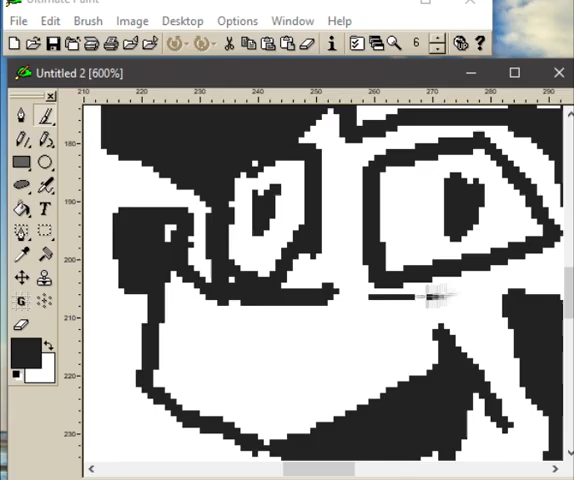 Ultimate Paint
File Edit Brush Image Desktop Options Window Help
6
Untitled 2 [600%]
210 220 230 240 250 260 270 280 290
180
190
200
210
220
230
T
G